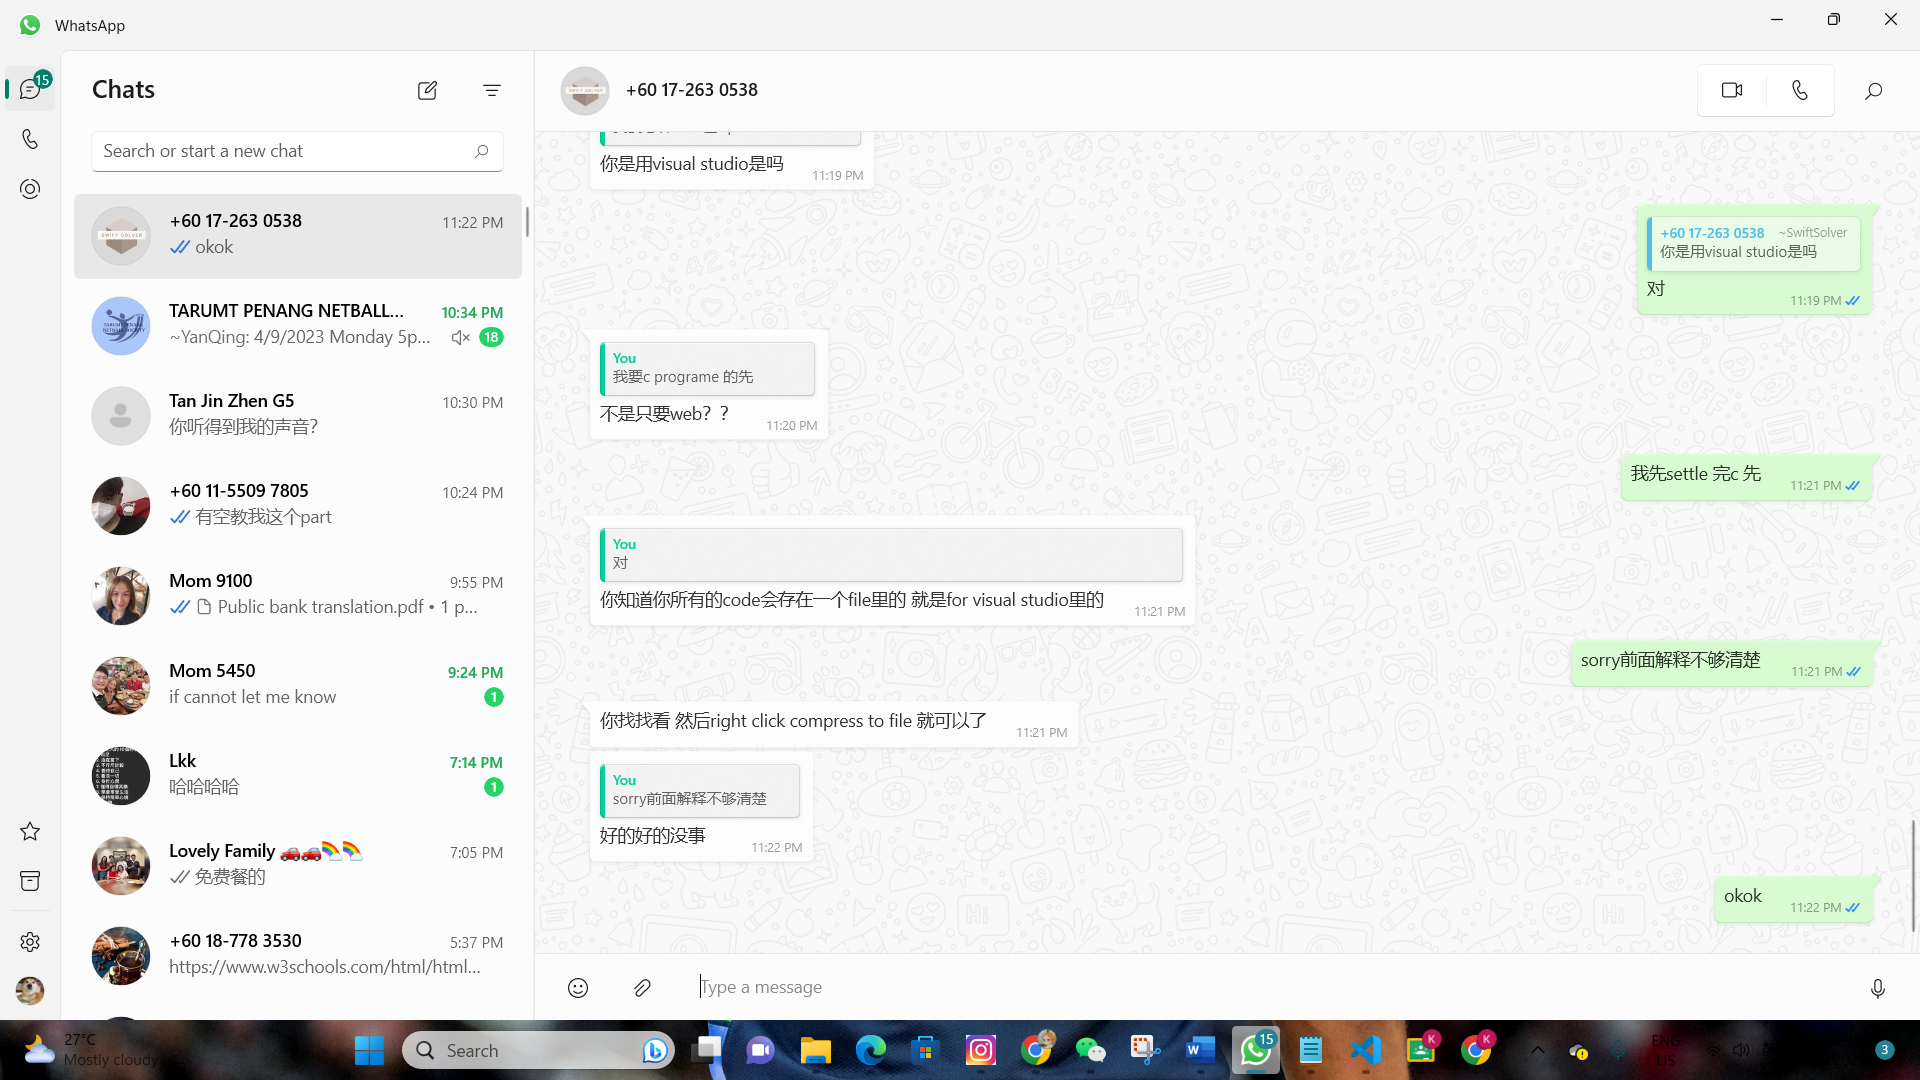 WhatsApp
15
Chats
Search or start a new chat
+60 17-263 0538
11:22 PM
okok
TARUMT PENANG NETBALL...
10:34 PM
~YanQing: 4/9/2023 Monday 5p...
18
Tan Jin Zhen G5
10:30 PM
你听得到我的声音?
+60 11-5509 7805
10:24 PM
有空教我这个part
Mom 9100
9:55 PM
Public bank translation.pdf • 1 p...
Mom 5450
9:24 PM
if cannot let me know
1
Lkk
7:14 PM
哈哈哈哈
1
Lovely Family 🚗🚗🌈🌈
7:05 PM
免费餐的
+60 18-778 3530
5:37 PM
https://www.w3schools.com/html/html...
+60 17-263 0538
你是用visual studio是吗
11:19 PM
+60 17-263 0538 ~SwiftSolver
你是用visual studio是吗
对
11:19 PM
You
我要c programe 的先
不是只要web？？
11:20 PM
我先settle 完c 先
11:21 PM
You
对
你知道你所有的code会存在一个file里的 就是for visual studio里的
11:21 PM
sorry前面解释不够清楚
11:21 PM
你找找看 然后right click compress to file 就可以了
11:21 PM
You
sorry前面解释不够清楚
好的好的没事
11:22 PM
okok
11:22 PM
Type a message
27°C
Mostly cloudy
Search
15
K
K
ENG
US
3